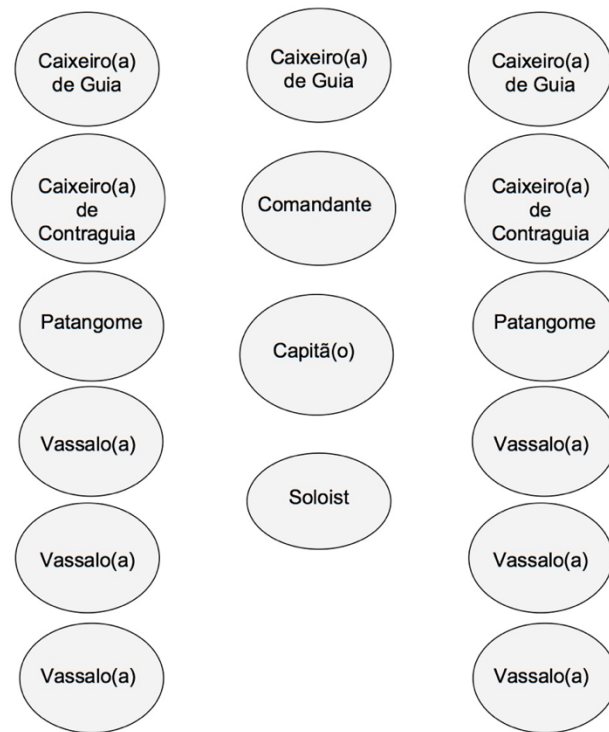 Caixeiro(a)
de Guia
Caixeiro(a)
de Guia
Caixeiro(a)
de Guia
Caixeiro(a)
de
Contraguia
Comandante
Caixeiro(a)
de
Contraguia
Patangome
Capitã(o)
Patangome
Vassalo(a)
Soloist
Vassalo(a)
Vassalo(a)
Vassalo(a)
Vassalo(a)
Vassalo(a)